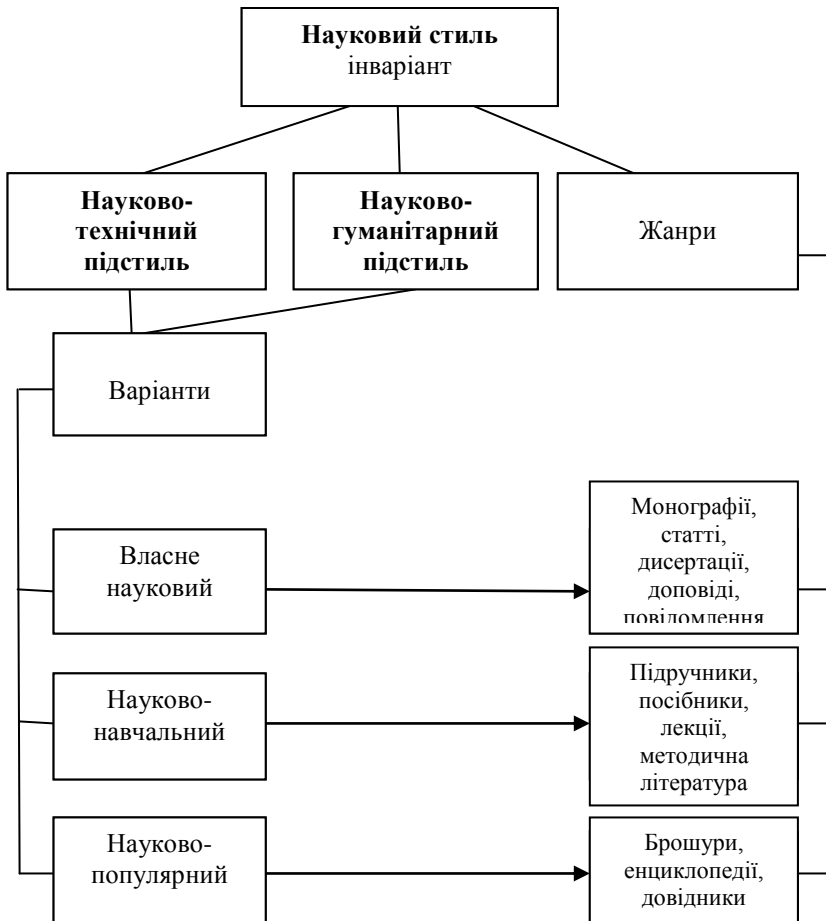 Науковий стиль
інваріант
Науково-
технічний
підстиль
Науково-
гуманітарний
підстиль
Жанри
Варіанти
Власне
науковий
Монографії,
статті,
дисертації,
доповіді,
повідомлення
Науково-
навчальний
Підручники,
посібники,
лекції,
методична
література
Науково-
популярний
Брошури,
енциклопедії,
довідники